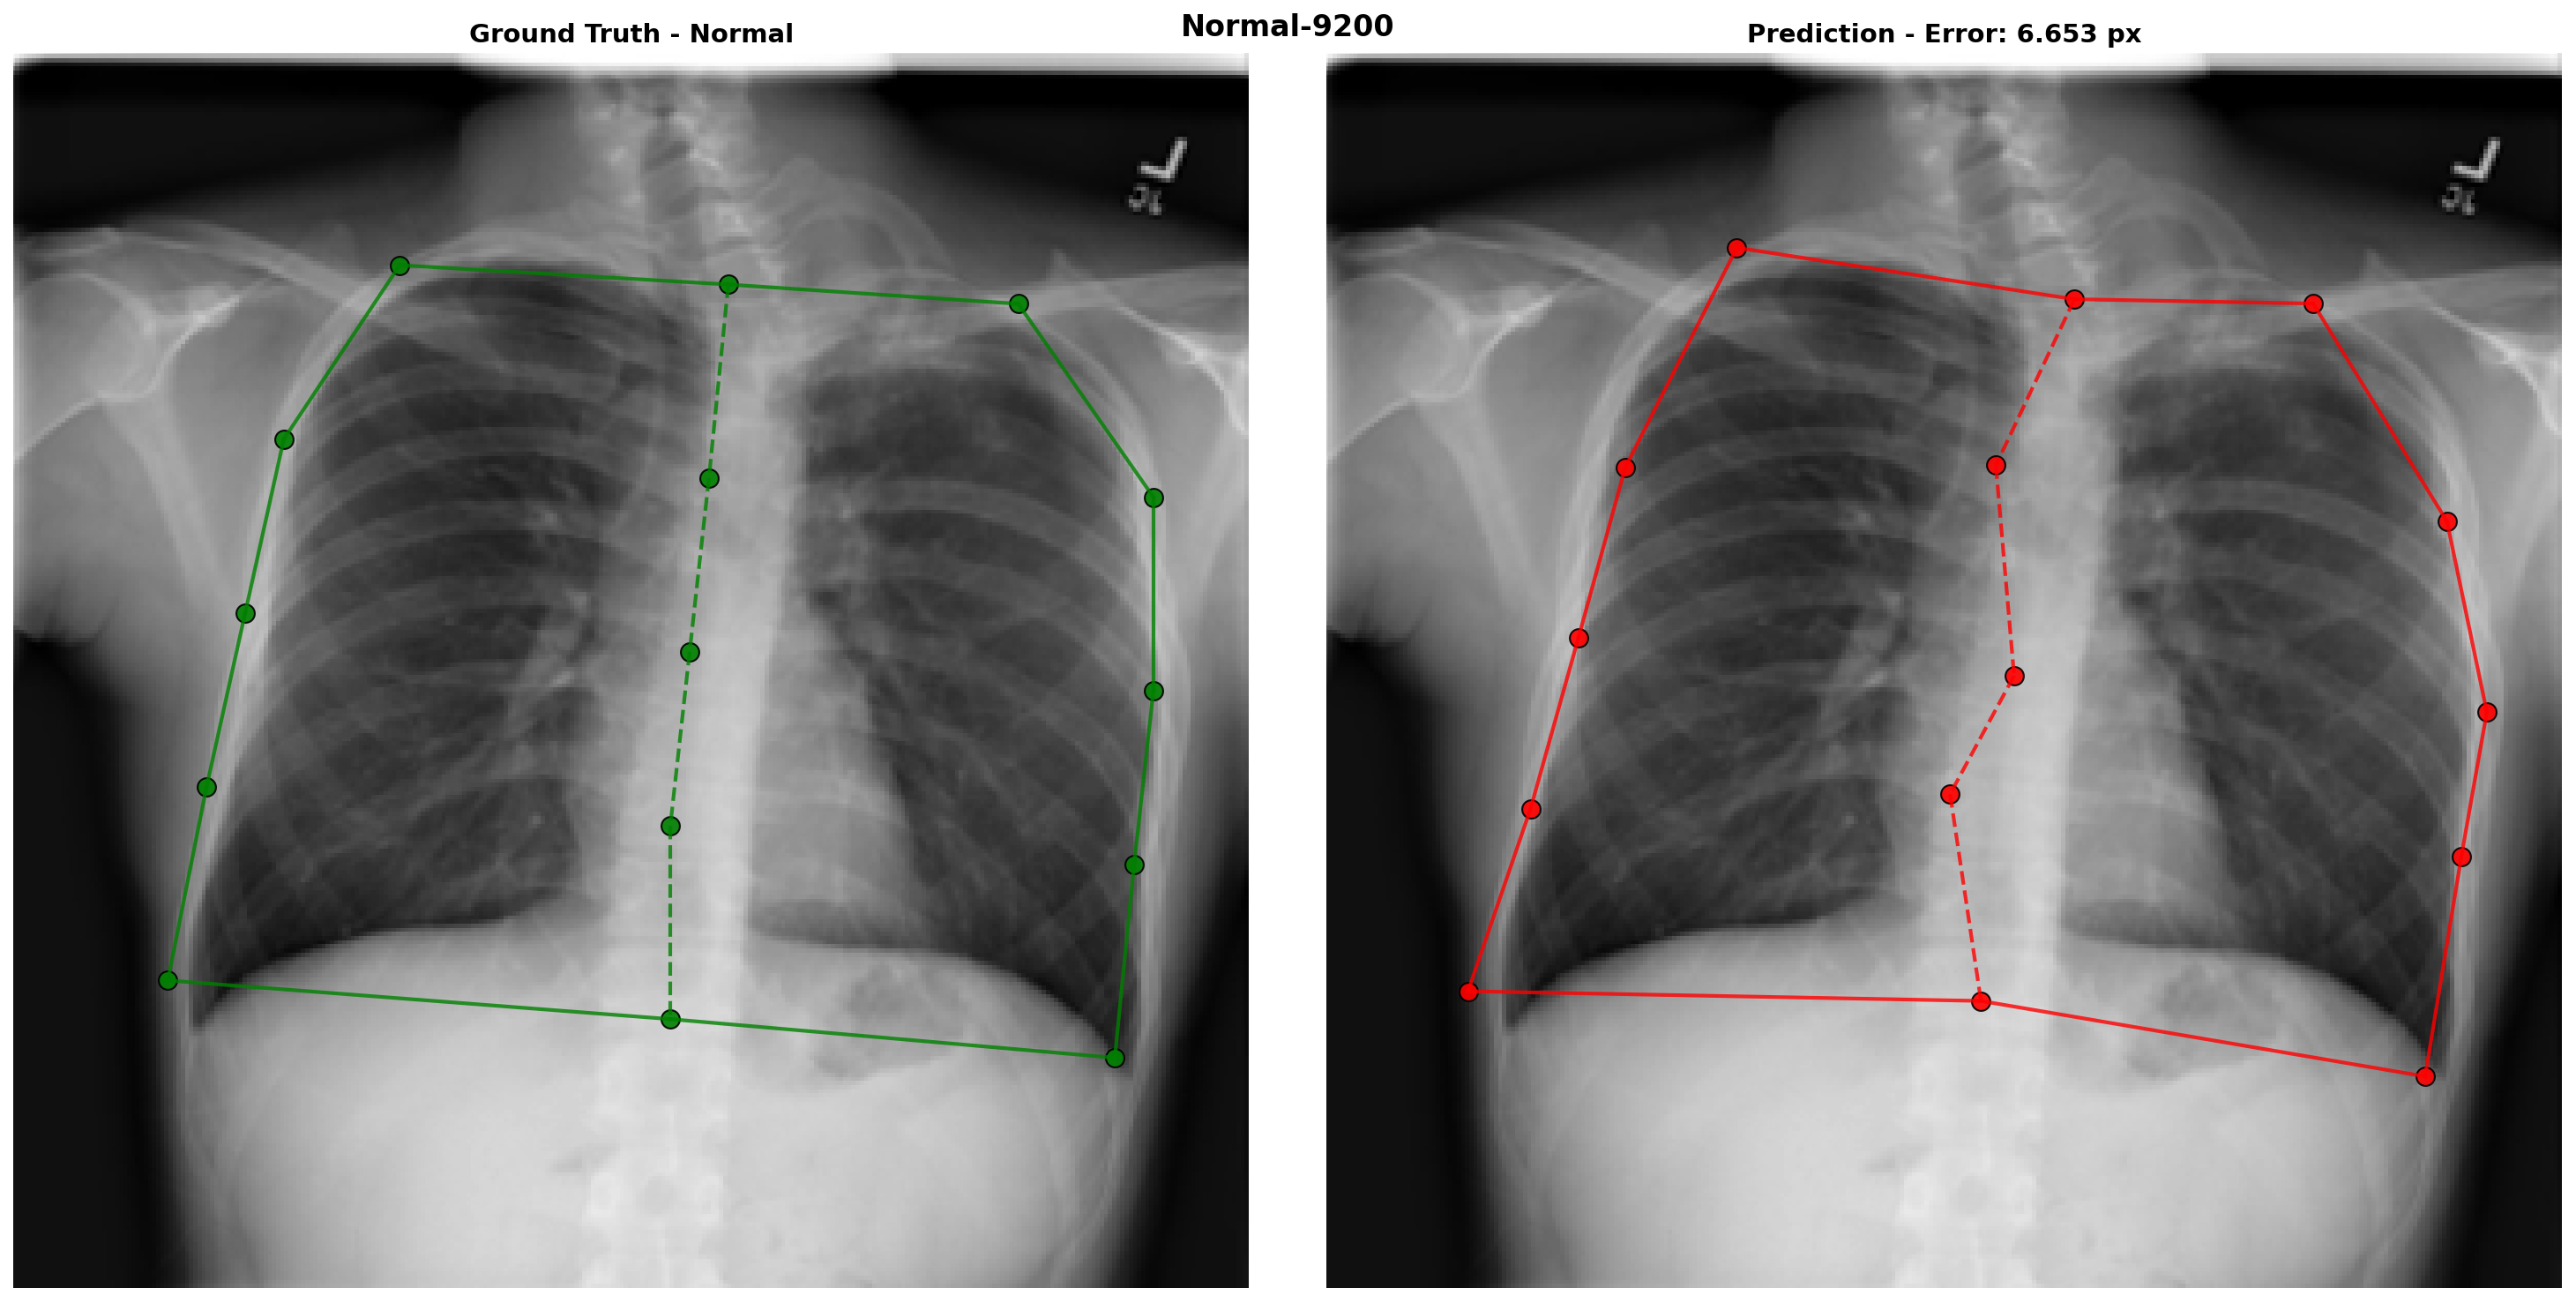 Normal-9200
Ground Truth - Normal
Prediction - Error: 6.653 px
L
L